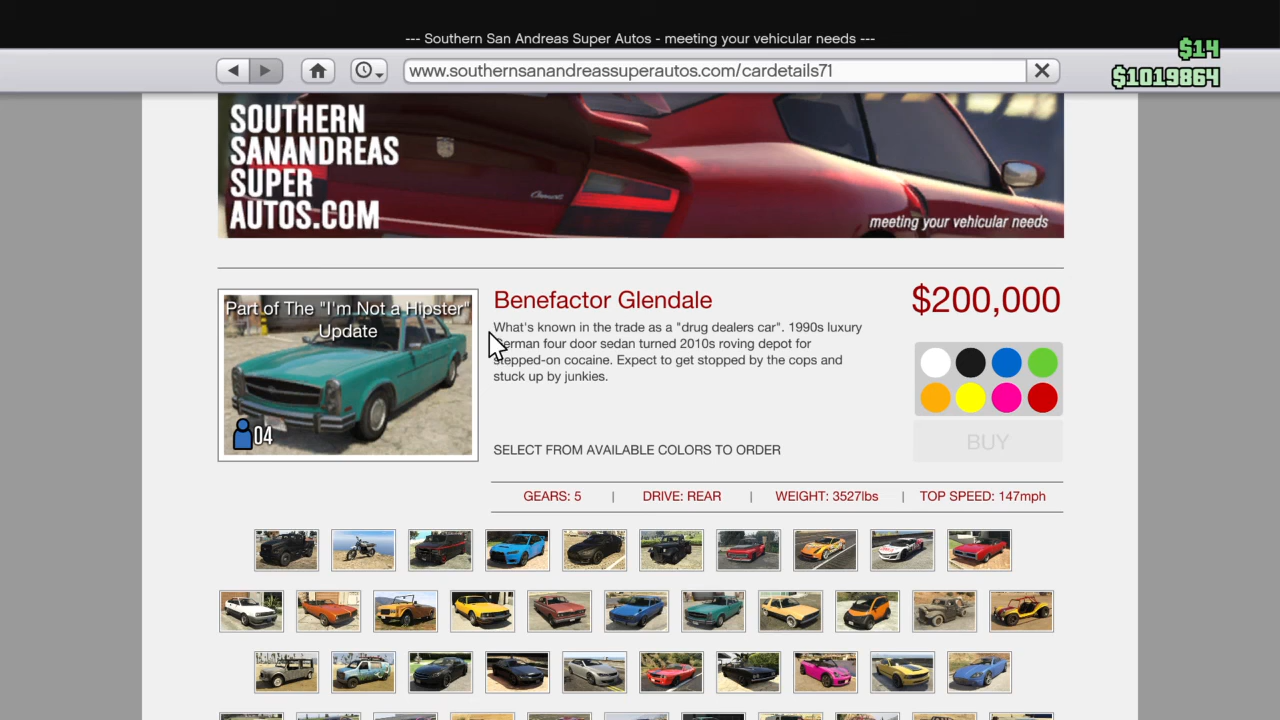 --- Southern San Andreas Super Autos - meeting your vehicular needs ---
$14
www.southernsanandreassuperautos.com/cardetails71
$1019864
SOUTHERN
SANANDREAS
SUPER
AUTOS.COM
meeting your vehicular needs
Part of The "I'm Not a Hipster"
Update
04
Benefactor Glendale
$200,000
What's known in the trade as a "drug dealers car". 1990s luxury
German four door sedan turned 2010s roving depot for
stepped-on cocaine. Expect to get stopped by the cops and
stuck up by junkies.
SELECT FROM AVAILABLE COLORS TO ORDER
BUY
GEARS: 5 | DRIVE: REAR | WEIGHT: 3527lbs | TOP SPEED: 147mph